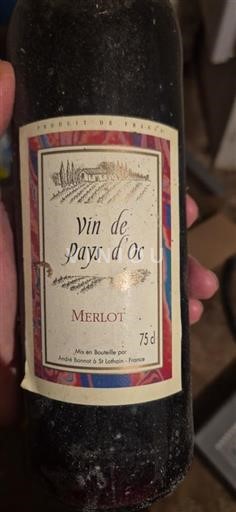 PRODUIT DE FRANCE
Vin de
Pays d'Oc
MERLOT
75 cl
Mis en Bouteille par
André Bonnot à St Lothain - France